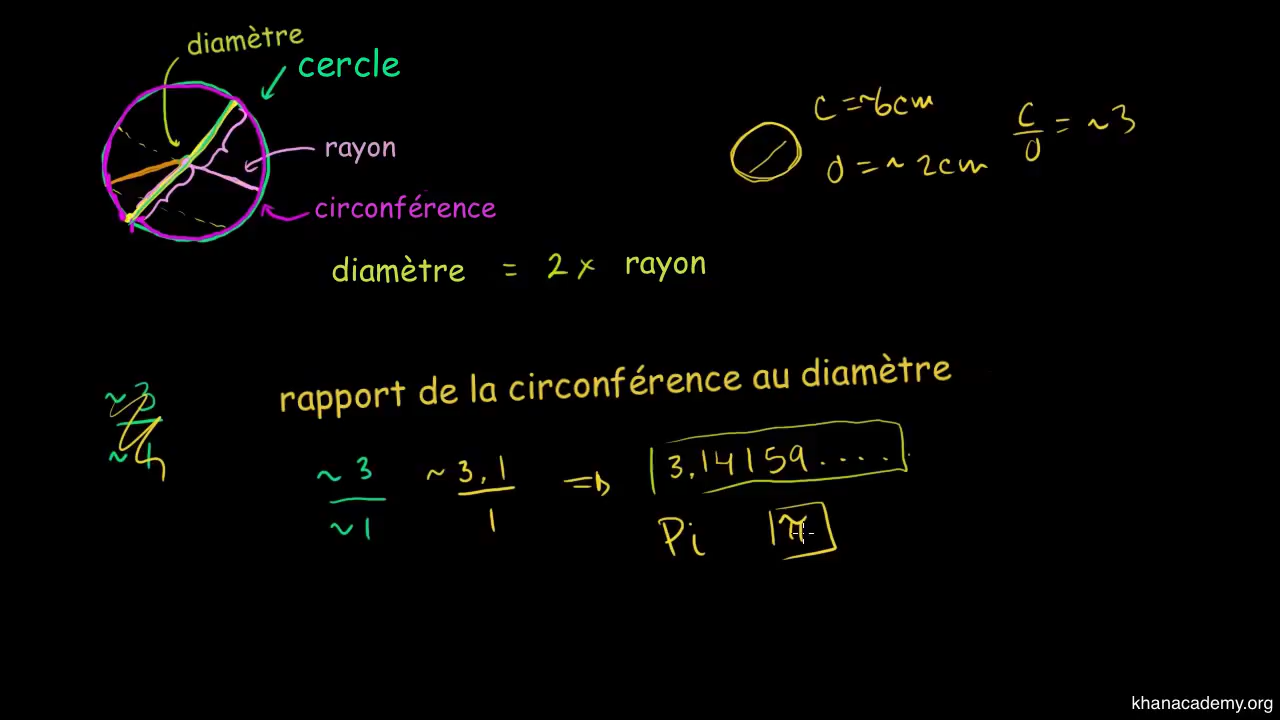 diamètre
cercle
rayon
circonférence
c = ~6cm
d = ~ 2cm
c/d = ~3
diamètre = 2 x rayon
rapport de la circonférence au diamètre
~3
~1
~ 3 / ~1
~ 3,1 / 1
⇒ 3,14159....
Pi π
khanacademy.org